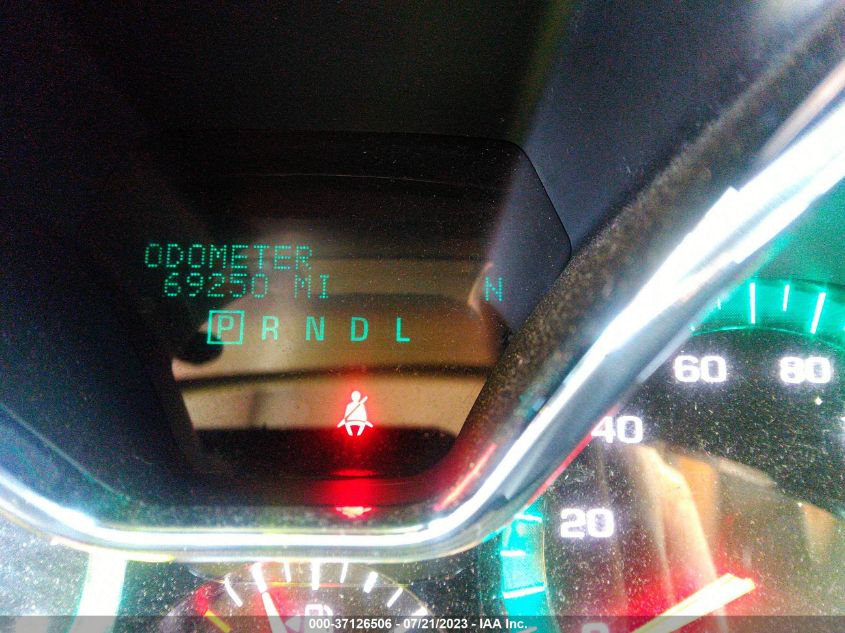 ODOMETER
69250 MI N
P R N D L
60 80
40
20
000-37126506 - 07/21/2023 - IAA Inc.